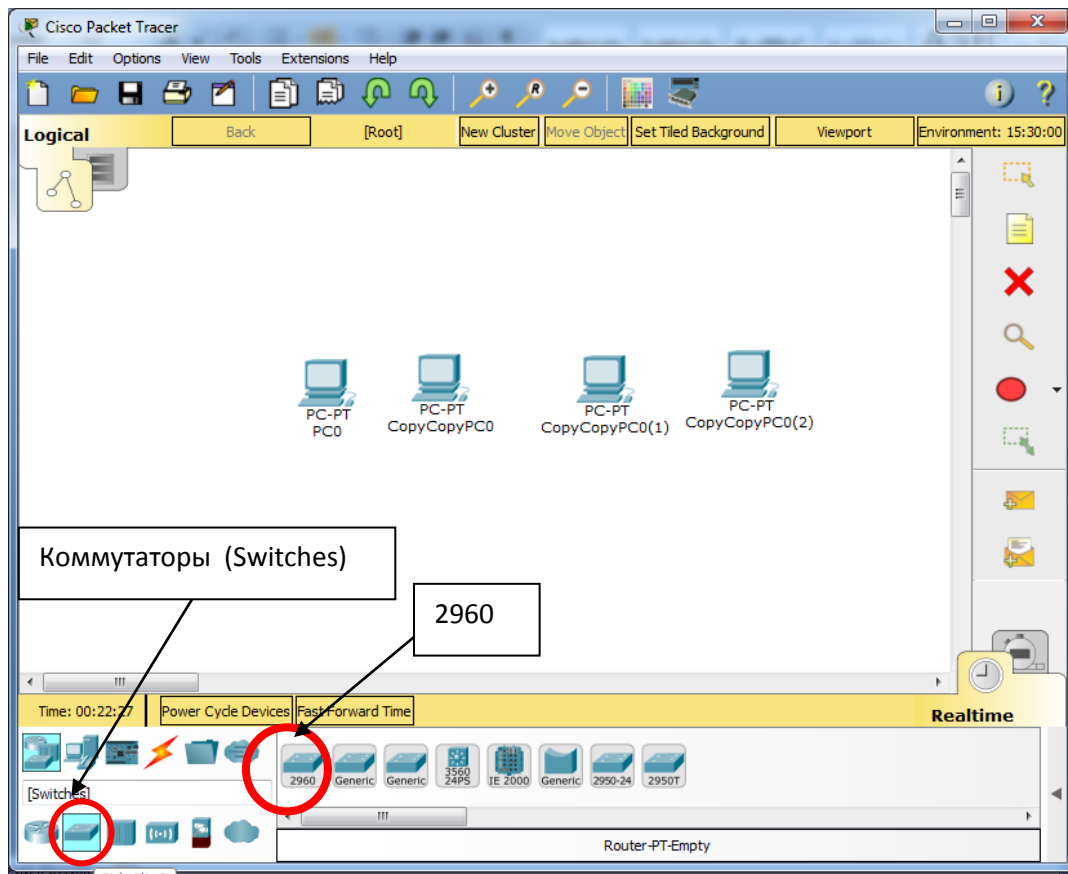 Cisco Packet Tracer
File Edit Options View Tools Extensions Help
Logical Back [Root] New Cluster Move Object Set Tiled Background Viewport Environment: 15:30:00
PC-PT
PC0
PC-PT
CopyCopyPC0
PC-PT
CopyCopyPC0(1)
PC-PT
CopyCopyPC0(2)
Коммутаторы (Switches)
2960
Time: 00:22:27 Power Cycle Devices Fast Forward Time
Realtime
2960 Generic Generic 3560 24PS IE 2000 Generic 2950-24 2950T
[Switches]
Router-PT-Empty